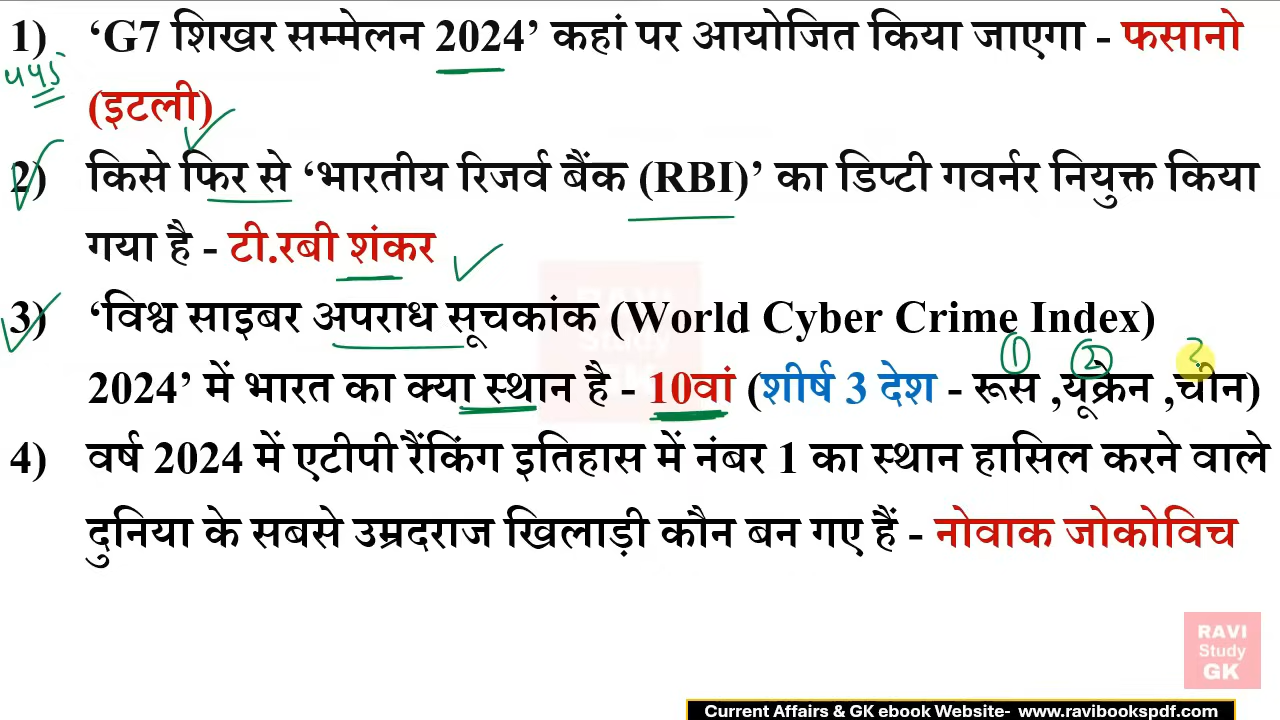 1) ‘G7 शिखर सम्मेलन 2024’ कहां पर आयोजित किया जाएगा - फसानो
(इटली)
2) किसे फिर से ‘भारतीय रिजर्व बैंक (RBI)’ का डिप्टी गवर्नर नियुक्त किया
गया है - टी.रबी शंकर
3) ‘विश्व साइबर अपराध सूचकांक (World Cyber Crime Index)
① ② 3
2024’ में भारत का क्या स्थान है - 10वां (शीर्ष 3 देश - रूस ,यूक्रेन ,चीन)
4) वर्ष 2024 में एटीपी रैंकिंग इतिहास में नंबर 1 का स्थान हासिल करने वाले
दुनिया के सबसे उम्रदराज खिलाड़ी कौन बन गए हैं - नोवाक जोकोविच
RAVI
Study
GK
Current Affairs & GK ebook Website- www.ravibookspdf.com